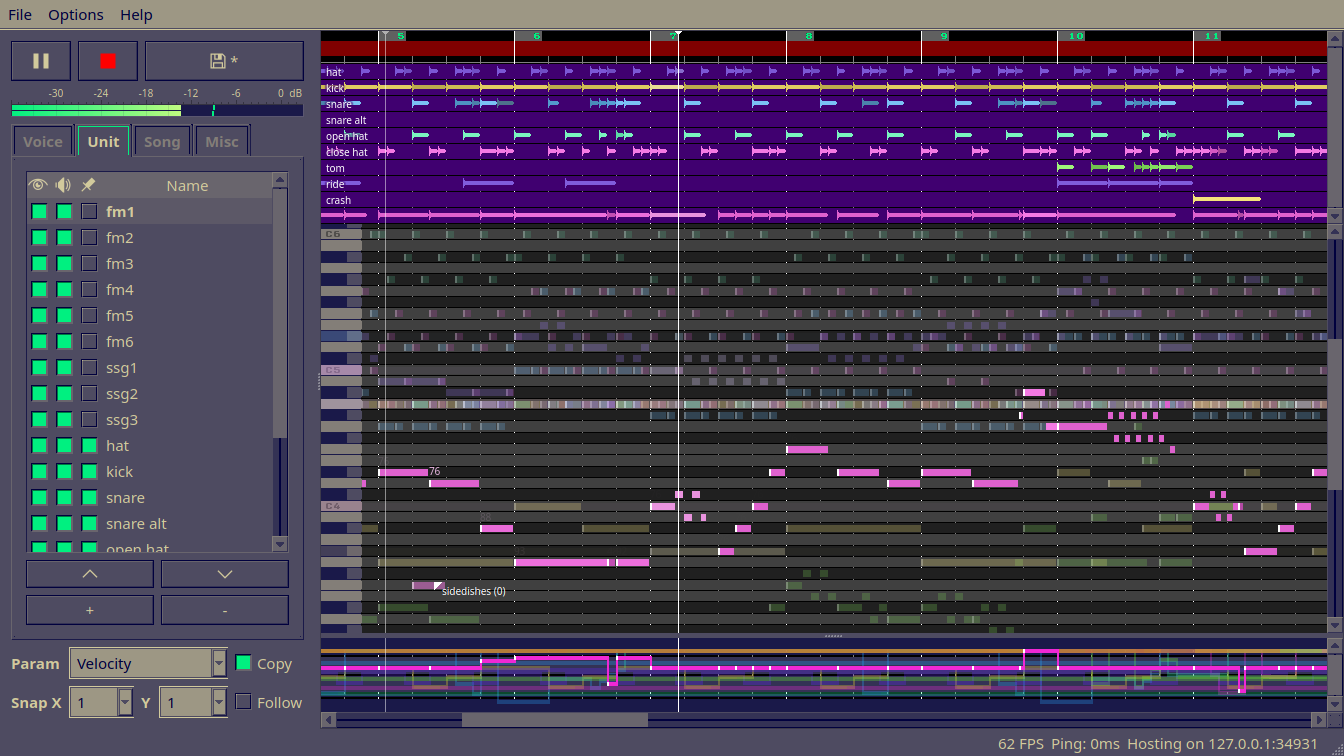 File Options Help
5 6 7 8 9 10 11
*
-30 -24 -18 -12 -6 0 dB
Voice Unit Song Misc
Name
fm1
fm2
fm3
fm4
fm5
fm6
ssg1
ssg2
ssg3
hat
kick
snare
snare alt
open hat
+ -
Param Velocity Copy
Snap X 1 Y 1 Follow
hat
kick
snare
snare alt
open hat
close hat
tom
ride
crash
C6
C5
76
C4
sidedishes (0)
62 FPS Ping: 0ms Hosting on 127.0.0.1:34931